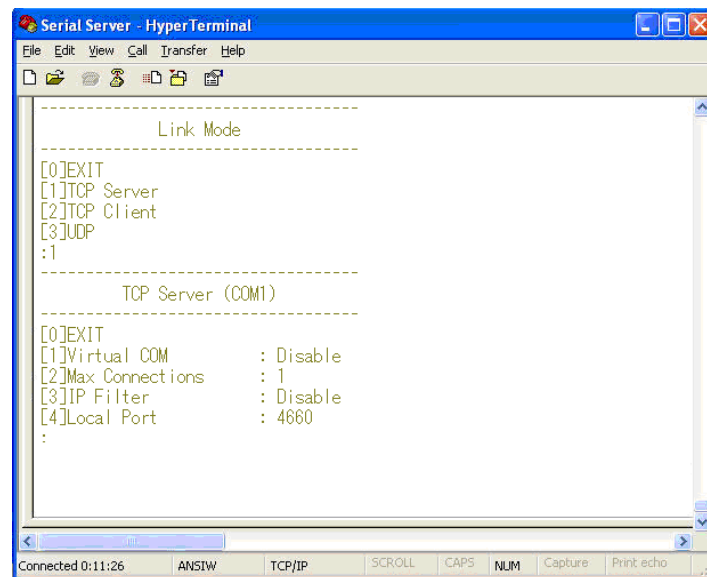 Serial Server - HyperTerminal
File Edit View Call Transfer Help
----------------------------------
Link Mode
----------------------------------
[0]EXIT
[1]TCP Server
[2]TCP Client
[3]UDP
:1
----------------------------------
TCP Server (COM1)
----------------------------------
[0]EXIT
[1]Virtual COM : Disable
[2]Max Connections : 1
[3]IP Filter : Disable
[4]Local Port : 4660
:
Connected 0:11:26 ANSIW TCP/IP SCROLL CAPS NUM Capture Print echo